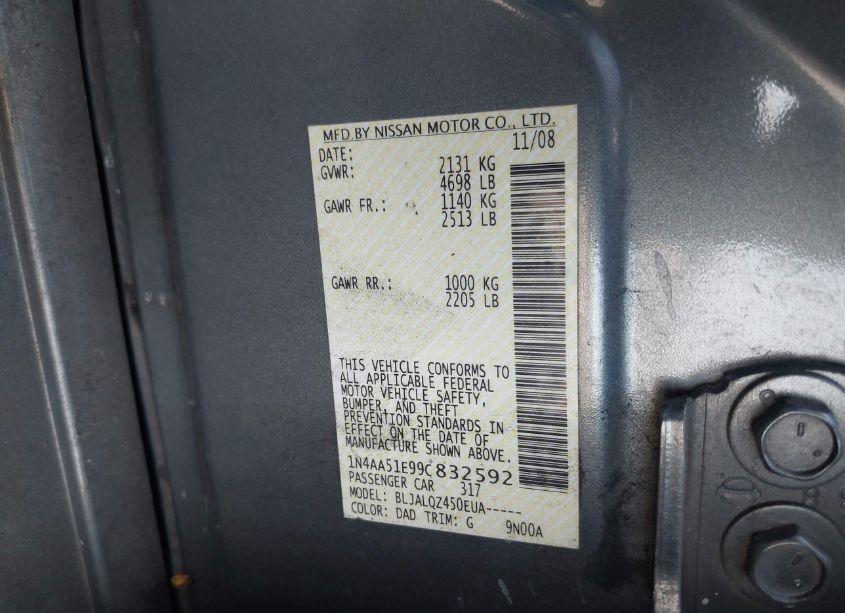 MFD.BY NISSAN MOTOR CO., LTD.
DATE: 11/08
GVWR: 2131 KG
4698 LB
GAWR FR.: 1140 KG
2513 LB
GAWR RR.: 1000 KG
2205 LB
THIS VEHICLE CONFORMS TO
ALL APPLICABLE FEDERAL
MOTOR VEHICLE SAFETY,
BUMPER, AND THEFT
PREVENTION STANDARDS IN
EFFECT ON THE DATE OF
MANUFACTURE SHOWN ABOVE.
1N4AA51E99C832592
PASSENGER CAR 317
MODEL: BLJALQZ450EUA-----
COLOR: DAD TRIM: G 9N00A